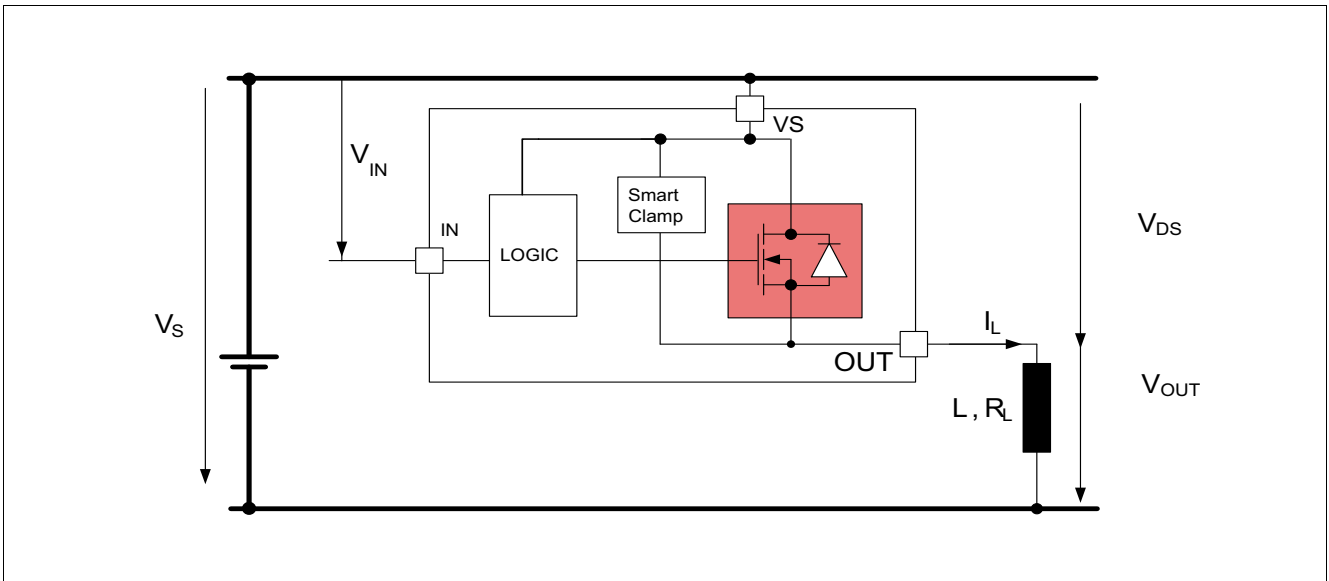 VS
V_IN
IN
LOGIC
Smart
Clamp
V_DS
V_S
I_L
OUT
V_OUT
L , R_L